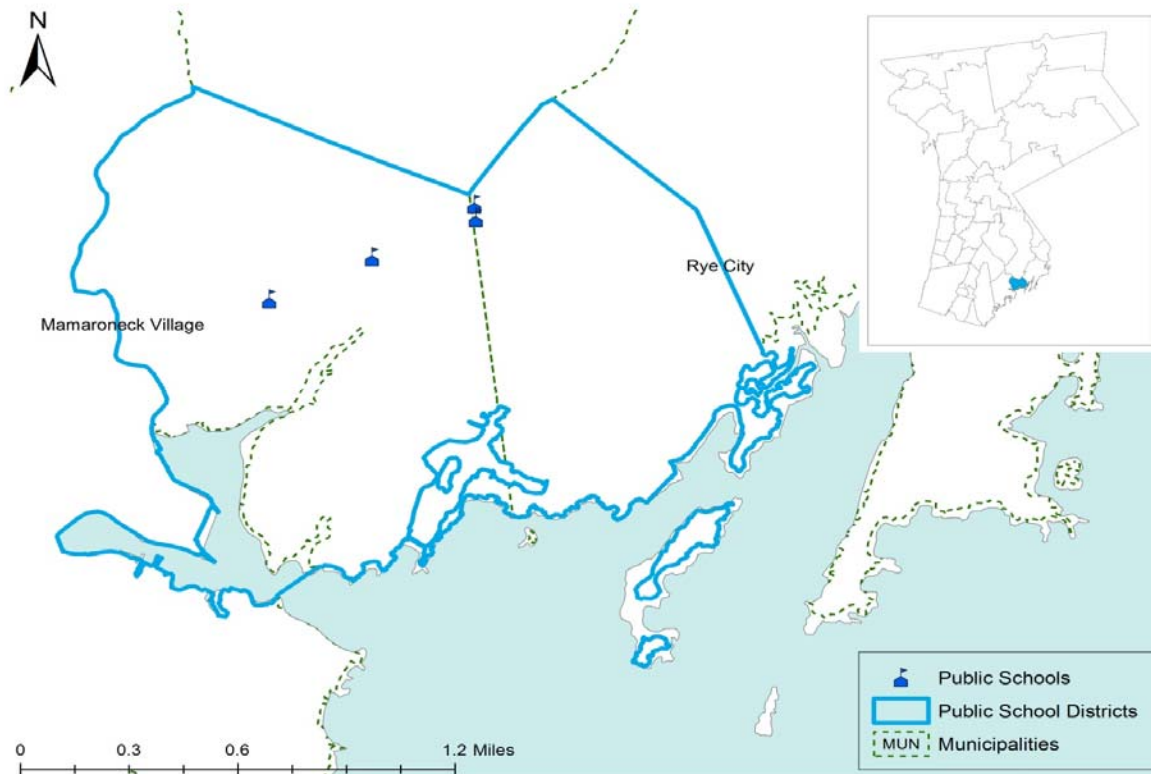 N
Rye City
Mamaroneck Village
Public Schools
Public School Districts
MUN Municipalities
0 0.3 0.6 1.2 Miles